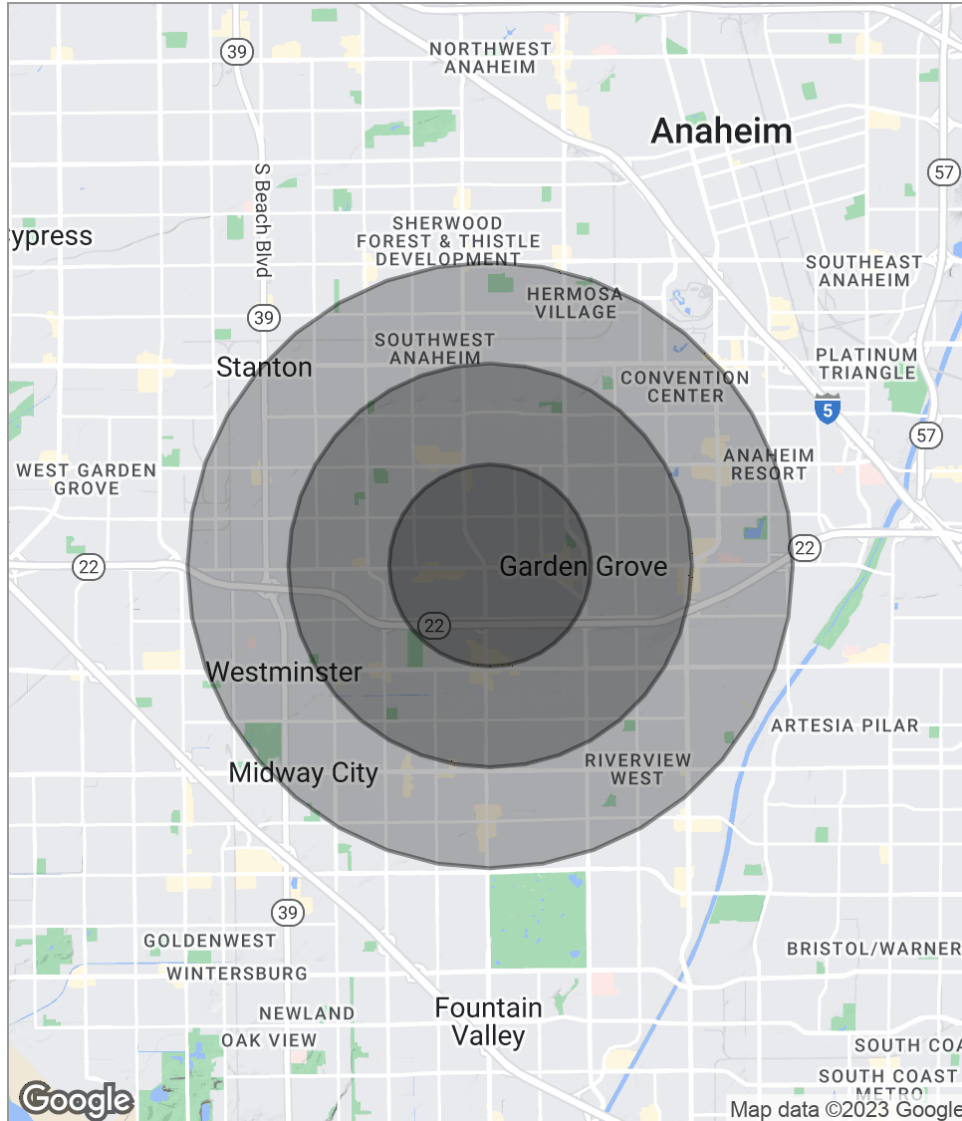 39
NORTHWEST
ANAHEIM
Anaheim
57
S Beach Blvd
ypress
SHERWOOD
FOREST & THISTLE
DEVELOPMENT
SOUTHEAST
ANAHEIM
HERMOSA
VILLAGE
39
SOUTHWEST
ANAHEIM
Stanton
PLATINUM
TRIANGLE
CONVENTION
CENTER
5
57
WEST GARDEN
GROVE
ANAHEIM
RESORT
22
22
Garden Grove
22
Westminster
ARTESIA PILAR
Midway City
RIVERVIEW
WEST
39
GOLDENWEST
BRISTOL/WARNER
WINTERSBURG
NEWLAND
Fountain
Valley
OAK VIEW
SOUTH COA
SOUTH COAST
METRO
Google
Map data ©2023 Google